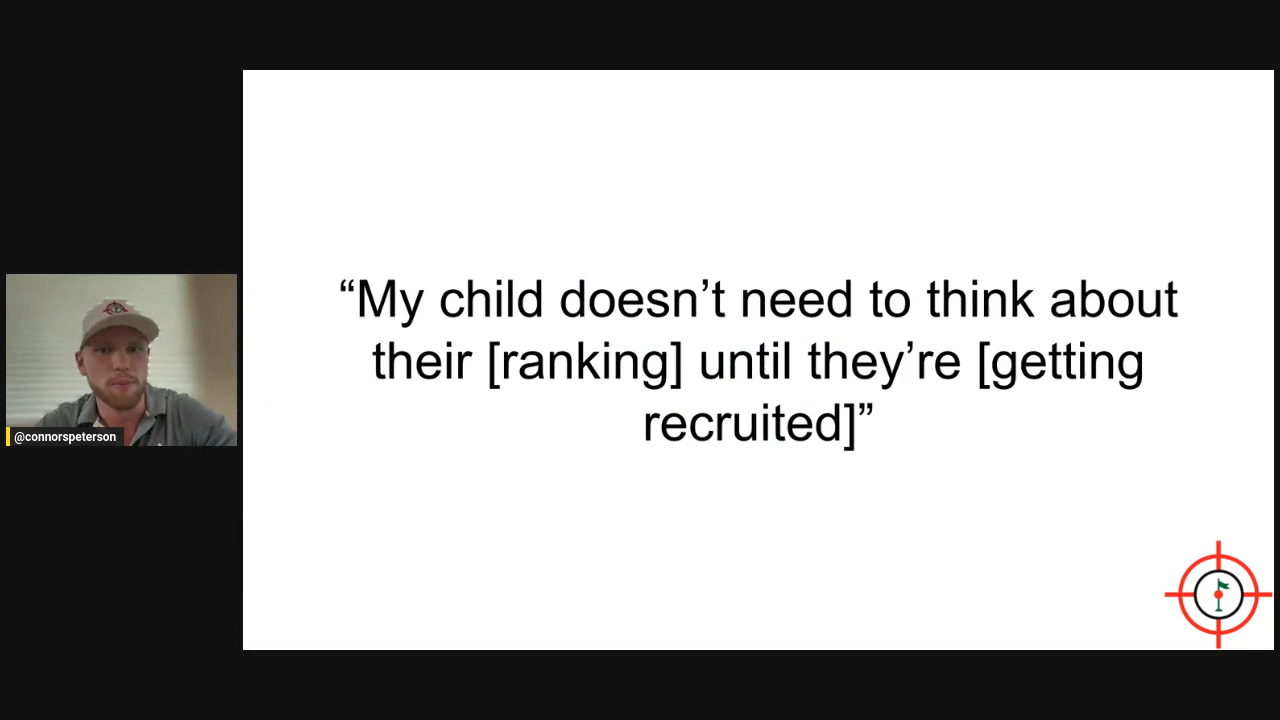 “My child doesn’t need to think about
their [ranking] until they’re [getting
recruited]”
@connorspeterson